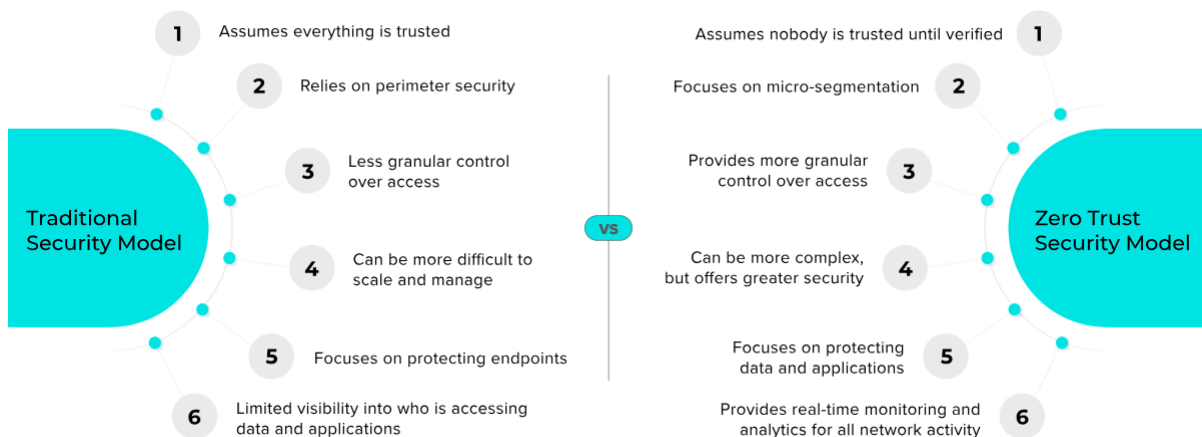 Traditional
Security Model
1
Assumes everything is trusted
2
Relies on perimeter security
3
Less granular control
over access
4
Can be more difficult to
scale and manage
5
Focuses on protecting endpoints
6
Limited visibility into who is accessing
data and applications
vs
Zero Trust
Security Model
Assumes nobody is trusted until verified
1
Focuses on micro-segmentation
2
Provides more granular
control over access
3
Can be more complex,
but offers greater security
4
Focuses on protecting
data and applications
5
Provides real-time monitoring and
analytics for all network activity
6